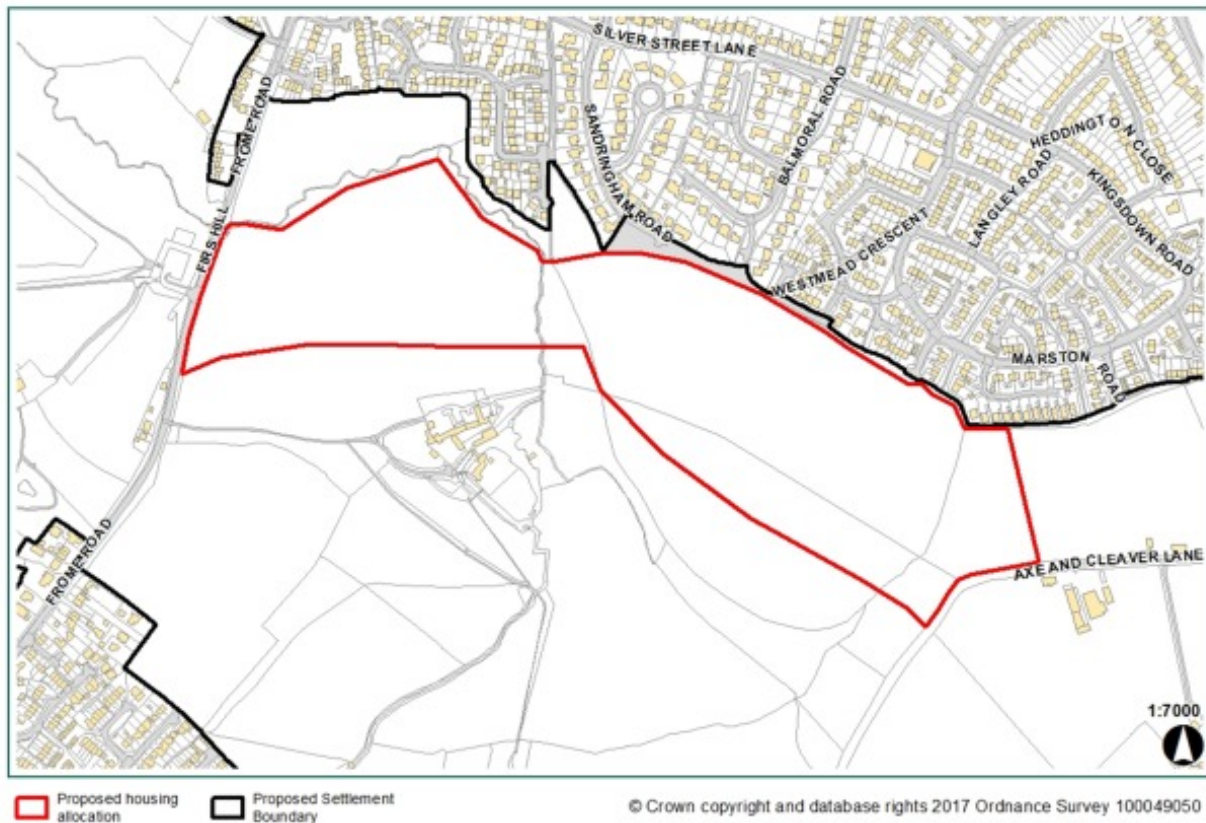 SILVER STREET LANE
FROME ROAD
SANDRINGHAM ROAD
BALMORAL ROAD
HEDDINGTON CLOSE
LANGLEY ROAD
KINGSDOWN ROAD
FIRS HILL
WESTMEAD CRESCENT
MARSTON ROAD
FROME ROAD
AXE AND CLEAVER LANE
1:7000
Proposed housing
allocation
Proposed Settlement
Boundary
© Crown copyright and database rights 2017 Ordnance Survey 100049050